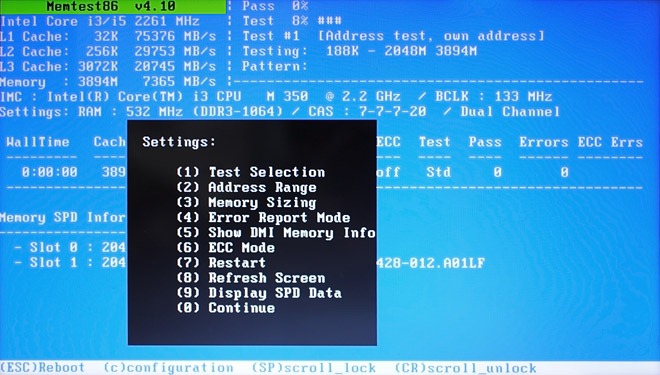 Memtest86 v4.10 | Pass 0%
Intel Core i3/i5 2261 MHz | Test 8% ###
L1 Cache: 32K 75376 MB/s | Test #1 [Address test, own address]
L2 Cache: 256K 29753 MB/s | Testing: 188K - 2048M 3894M
L3 Cache: 3072K 20745 MB/s | Pattern:
Memory : 3894M 7365 MB/s |
IMC : Intel(R) Core(TM) i3 CPU M 350 @ 2.2 GHz / BCLK : 133 MHz
Settings: RAM : 532 MHz (DDR3-1064) / CAS : 7-7-7-20 / Dual Channel
WallTime Cach ECC Test Pass Errors ECC Errs
0:00:00 389 off Std 0 0
Memory SPD Infor
- Slot 0 : 204
- Slot 1 : 204 428-012.A01LF
Settings:
(1) Test Selection
(2) Address Range
(3) Memory Sizing
(4) Error Report Mode
(5) Show DMI Memory Info
(6) ECC Mode
(7) Restart
(8) Refresh Screen
(9) Display SPD Data
(0) Continue
(ESC)Reboot (c)configuration (SP)scroll_lock (CR)scroll_unlock